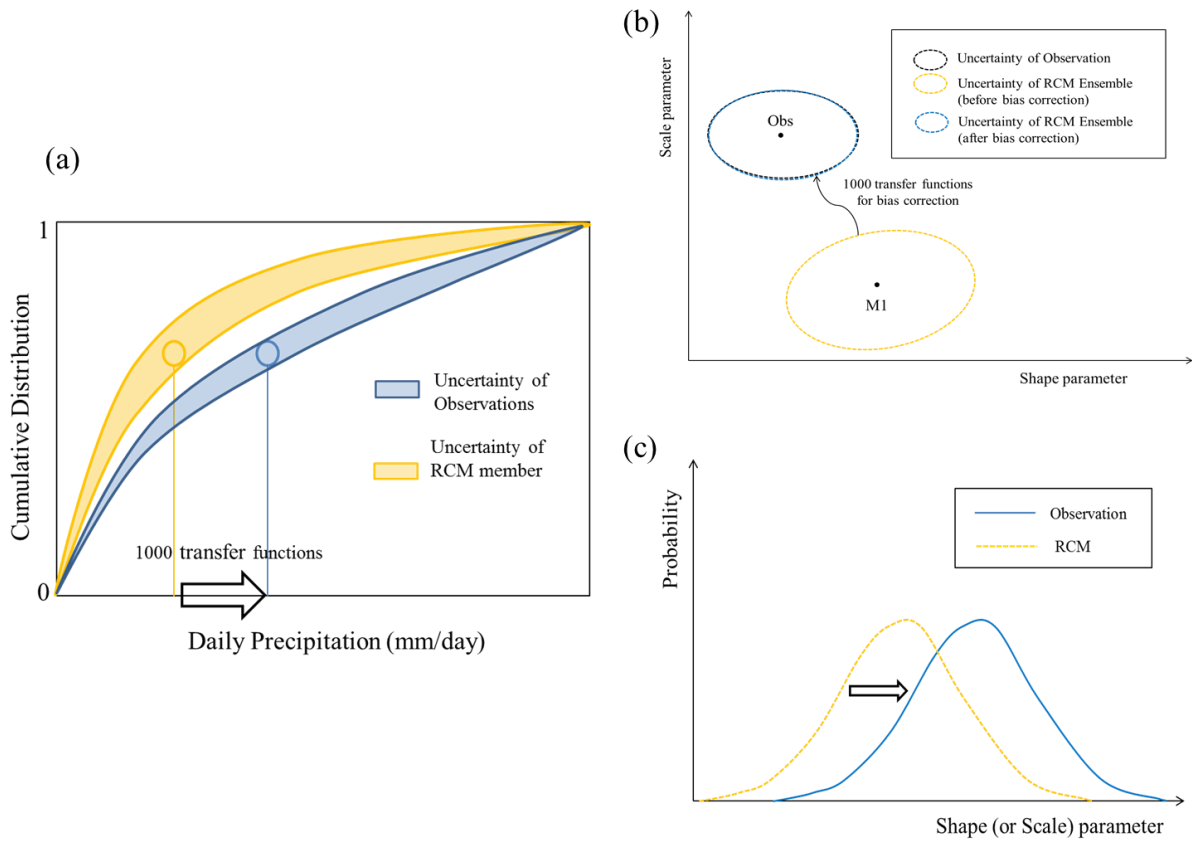 (a)
1
Cumulative Distribution
Uncertainty of
Observations
Uncertainty of
RCM member
1000 transfer functions
0
Daily Precipitation (mm/day)
(b)
Scale parameter
Uncertainty of Observation
Uncertainty of RCM Ensemble
(before bias correction)
Uncertainty of RCM Ensemble
(after bias correction)
Obs
1000 transfer functions
for bias correction
M1
Shape parameter
(c)
Probability
Observation
RCM
Shape (or Scale) parameter